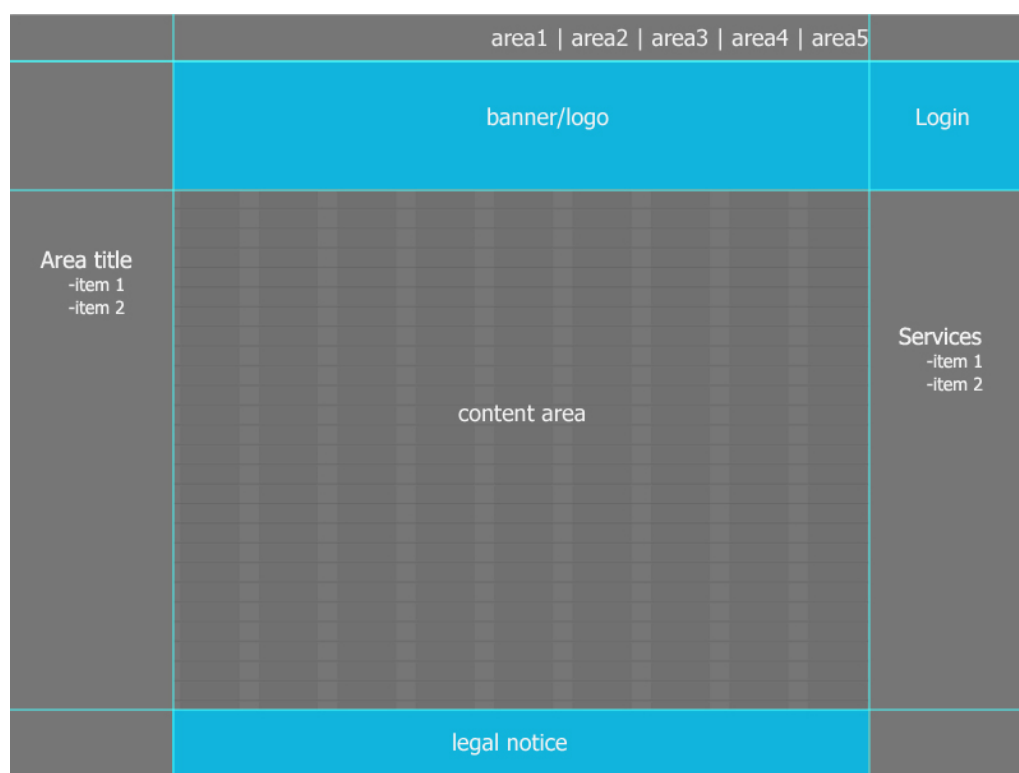 area1 | area2 | area3 | area4 | area5
banner/logo
Login
Area title
-item 1
-item 2
content area
Services
-item 1
-item 2
legal notice